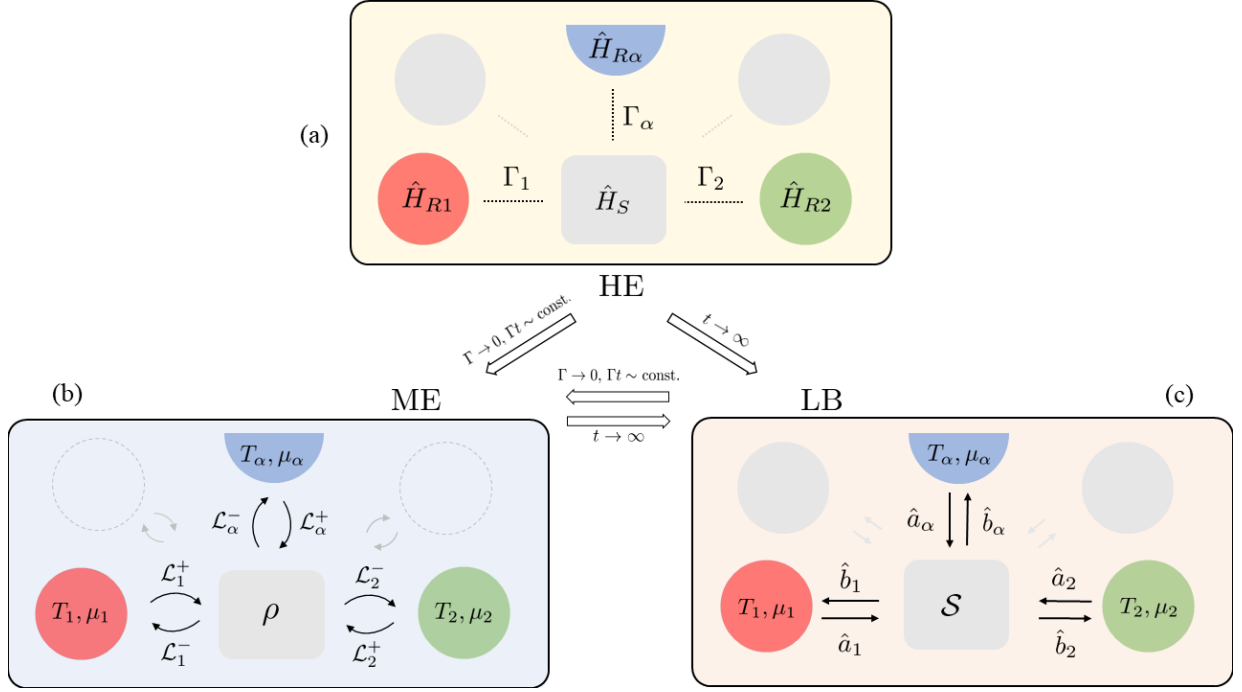 Ĥ_{Rα}
(a)
Γ_α
Γ_1
Γ_2
Ĥ_{R1}
Ĥ_S
Ĥ_{R2}
HE
Γ → 0, Γt ∼ const.
t → ∞
Γ → 0, Γt ∼ const.
t → ∞
(b)
ME
T_α, μ_α
ℒ_α^-
ℒ_α^+
ℒ_1^+
ℒ_2^-
T_1, μ_1
ρ
T_2, μ_2
ℒ_1^-
ℒ_2^+
LB
(c)
T_α, μ_α
â_α
b̂_α
b̂_1
â_2
T_1, μ_1
𝒮
T_2, μ_2
â_1
b̂_2